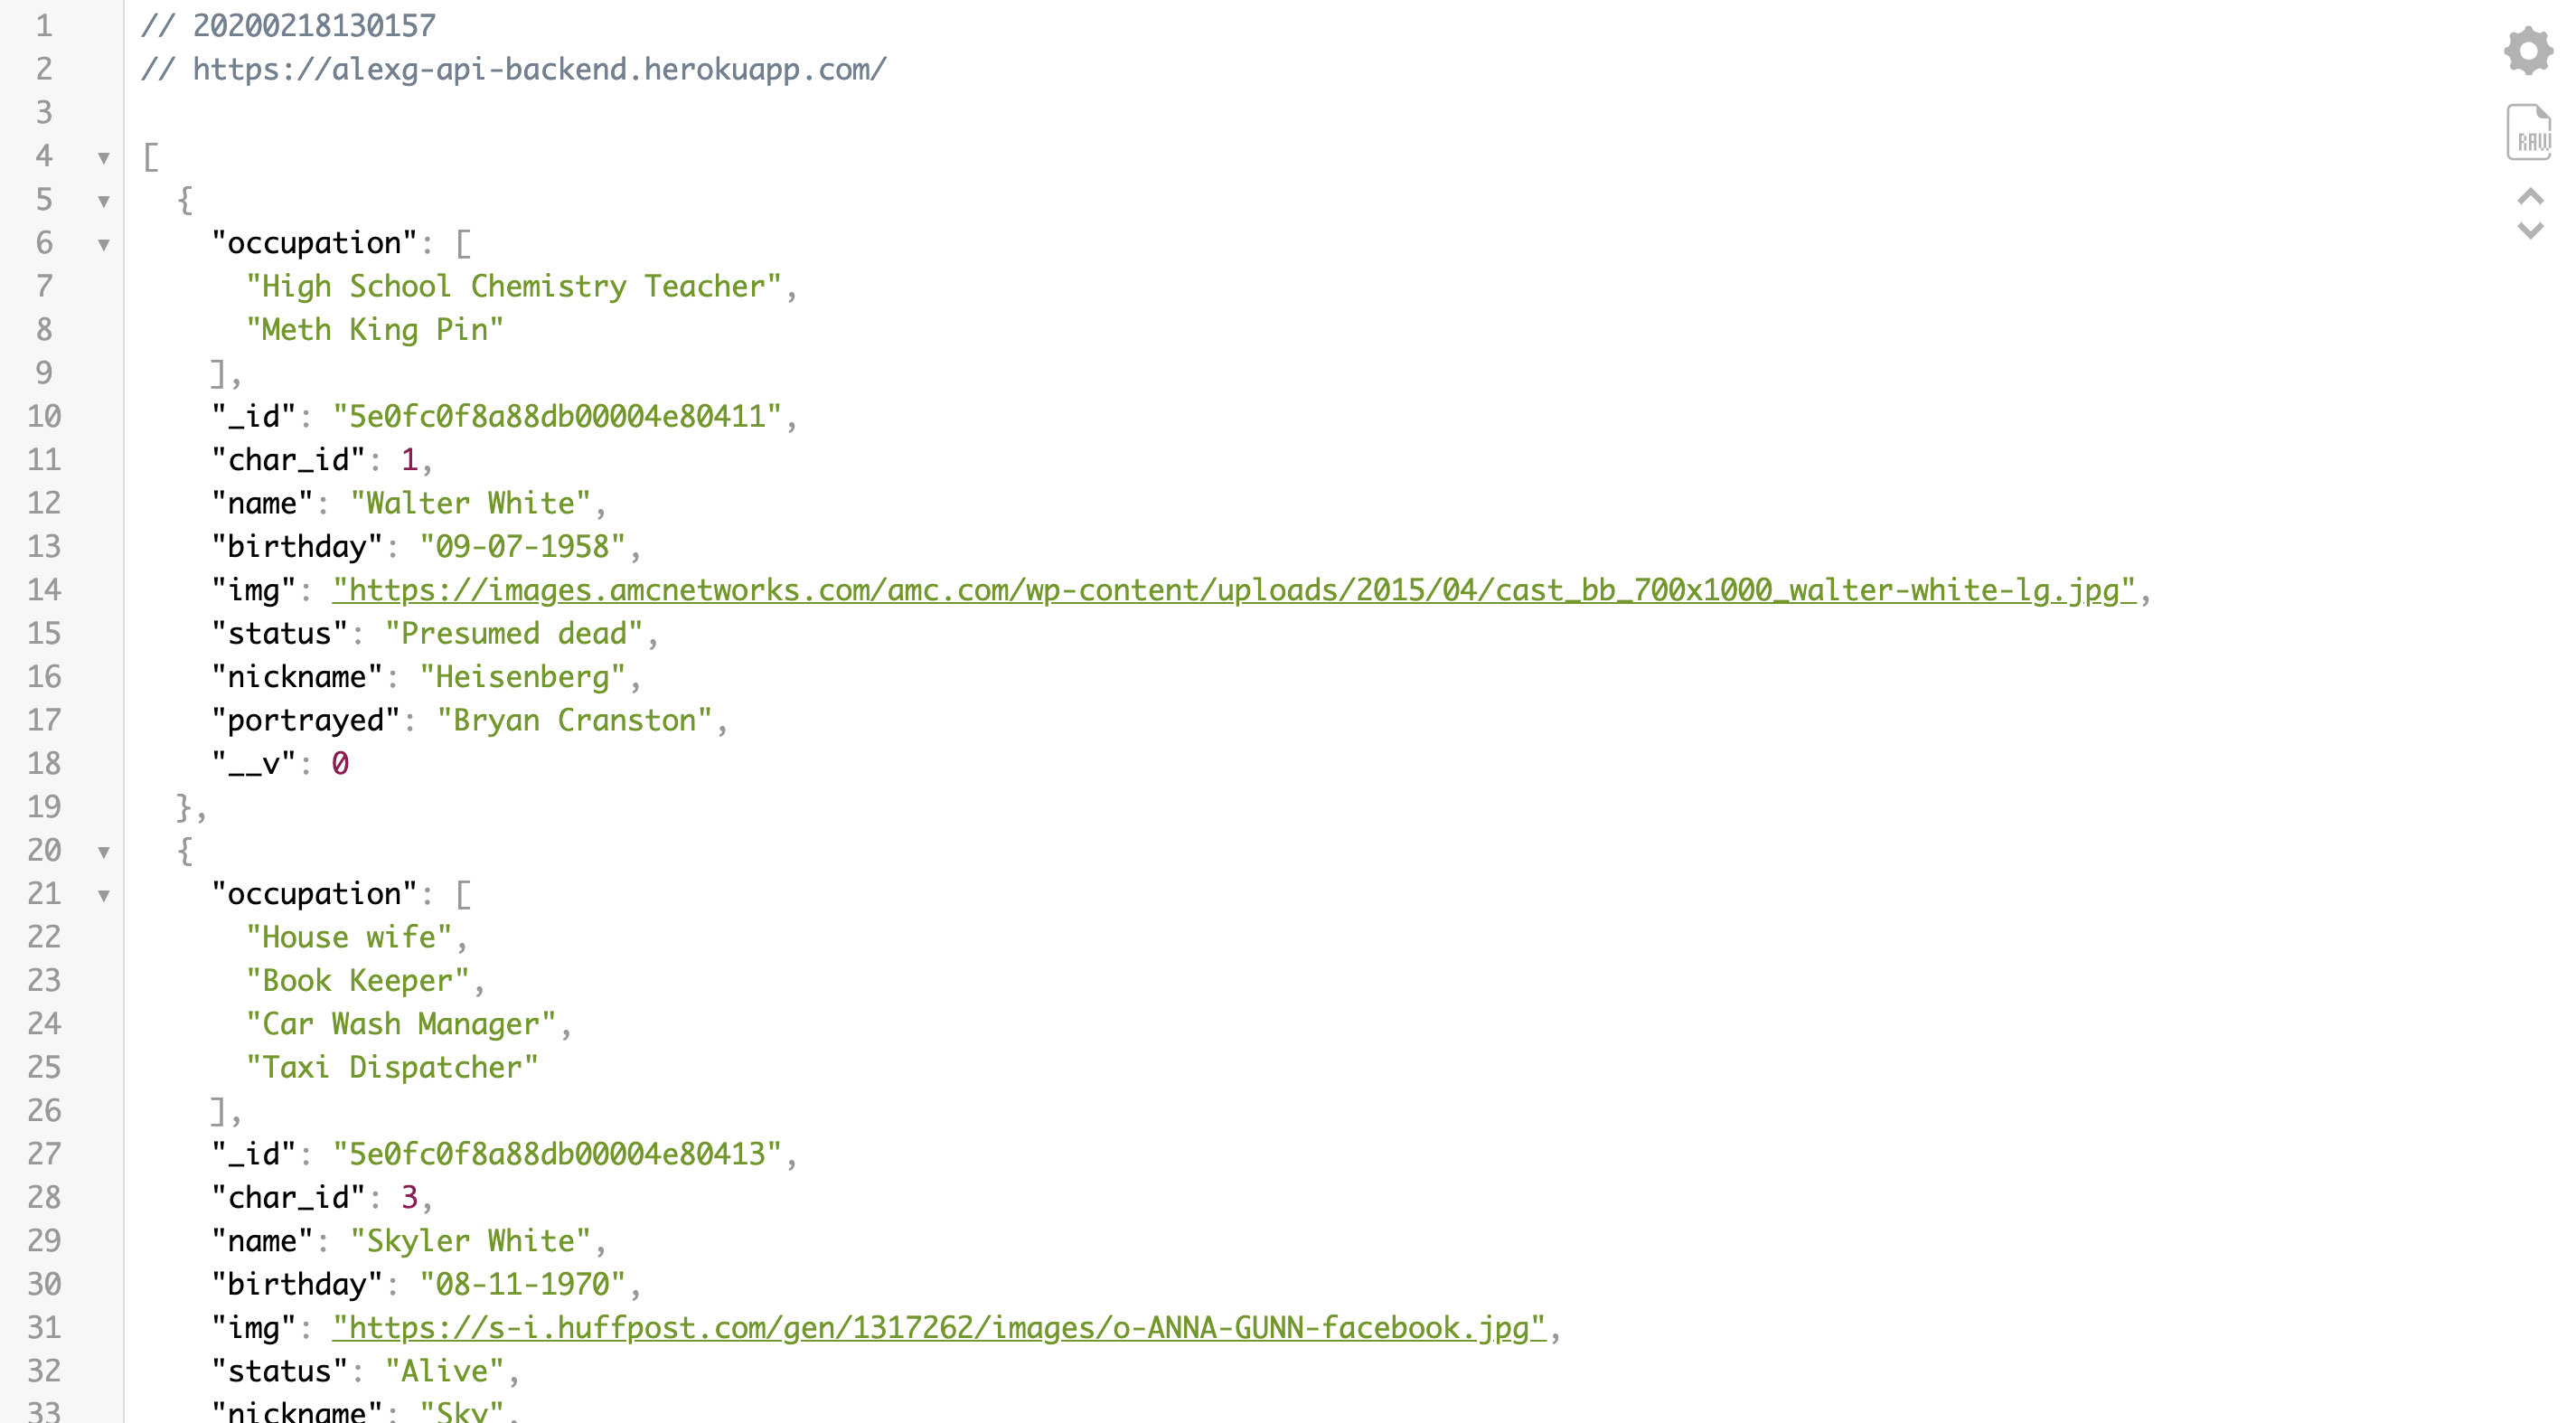 1 // 20200218130157
2 // https://alexg-api-backend.herokuapp.com/
3
4 ▼ [
5 ▼ {
6 ▼ "occupation": [
7 "High School Chemistry Teacher",
8 "Meth King Pin"
9 ],
10 "_id": "5e0fc0f8a88db00004e80411",
11 "char_id": 1,
12 "name": "Walter White",
13 "birthday": "09-07-1958",
14 "img": "https://images.amcnetworks.com/amc.com/wp-content/uploads/2015/04/cast_bb_700x1000_walter-white-lg.jpg",
15 "status": "Presumed dead",
16 "nickname": "Heisenberg",
17 "portrayed": "Bryan Cranston",
18 "__v": 0
19 },
20 ▼ {
21 ▼ "occupation": [
22 "House wife",
23 "Book Keeper",
24 "Car Wash Manager",
25 "Taxi Dispatcher"
26 ],
27 "_id": "5e0fc0f8a88db00004e80413",
28 "char_id": 3,
29 "name": "Skyler White",
30 "birthday": "08-11-1970",
31 "img": "https://s-i.huffpost.com/gen/1317262/images/o-ANNA-GUNN-facebook.jpg",
32 "status": "Alive",
33 "nickname": "Sky",
RAW